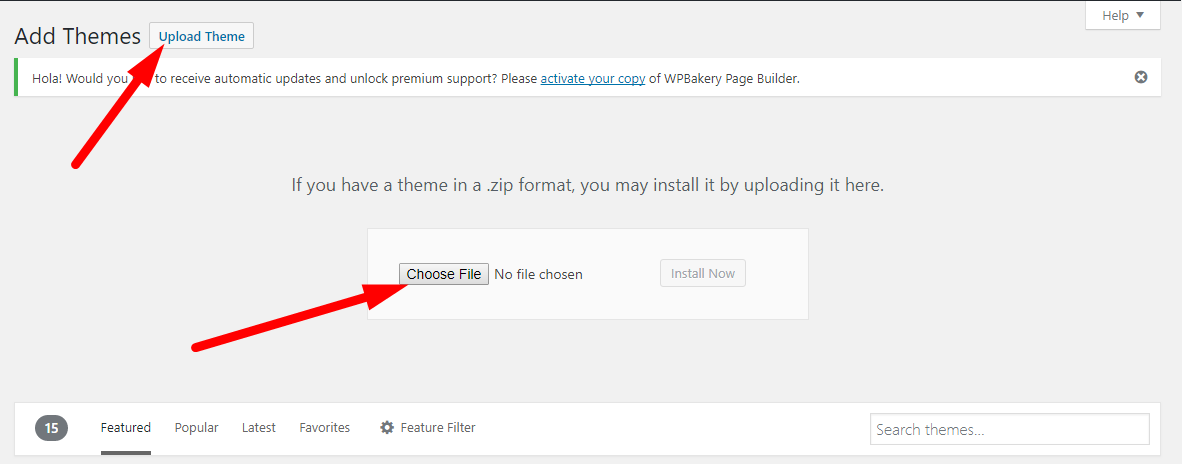 Help
Add Themes Upload Theme
Hola! Would you to receive automatic updates and unlock premium support? Please activate your copy of WPBakery Page Builder.
If you have a theme in a .zip format, you may install it by uploading it here.
Choose File No file chosen Install Now
15 Featured Popular Latest Favorites Feature Filter Search themes...